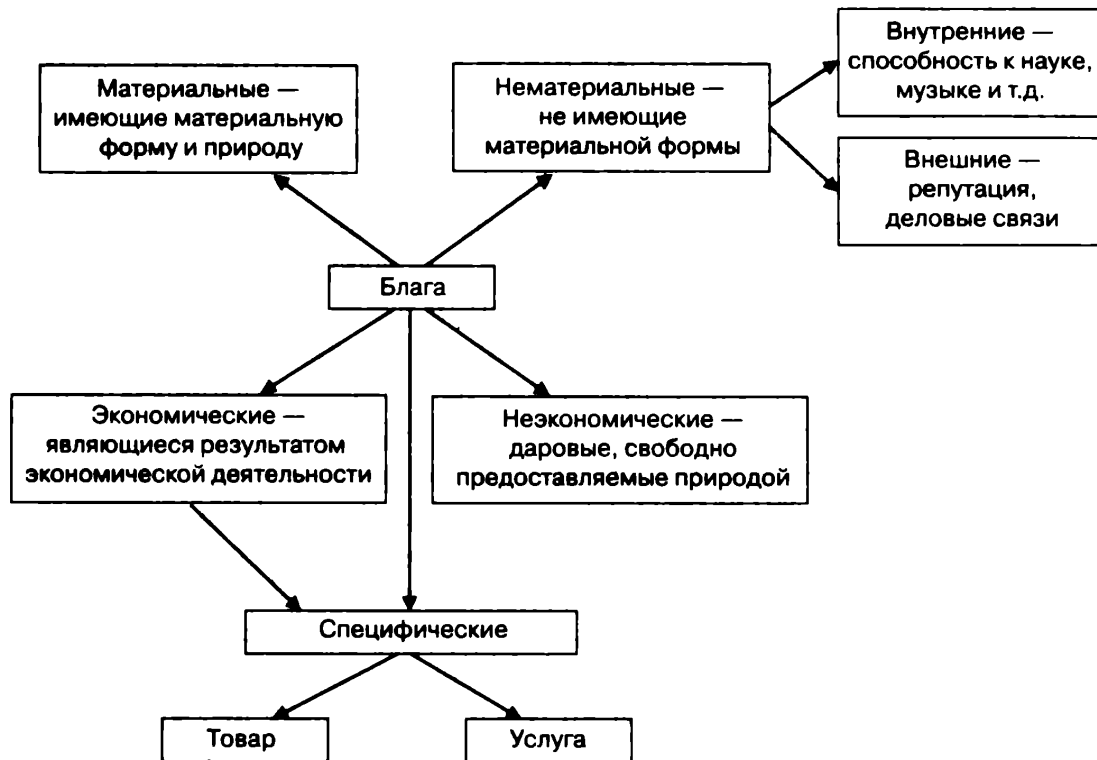 Материальные —
имеющие материальную
форму и природу
Нематериальные —
не имеющие
материальной формы
Внутренние —
способность к науке,
музыке и т.д.
Внешние —
репутация,
деловые связи
Блага
Экономические —
являющиеся результатом
экономической деятельности
Неэкономические —
даровые, свободно
предоставляемые природой
Специфические
Товар
Услуга